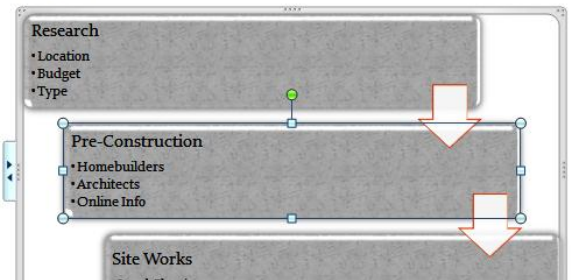 Research
•Location
•Budget
•Type
Pre-Construction
•Homebuilders
•Architects
•Online Info
Site Works